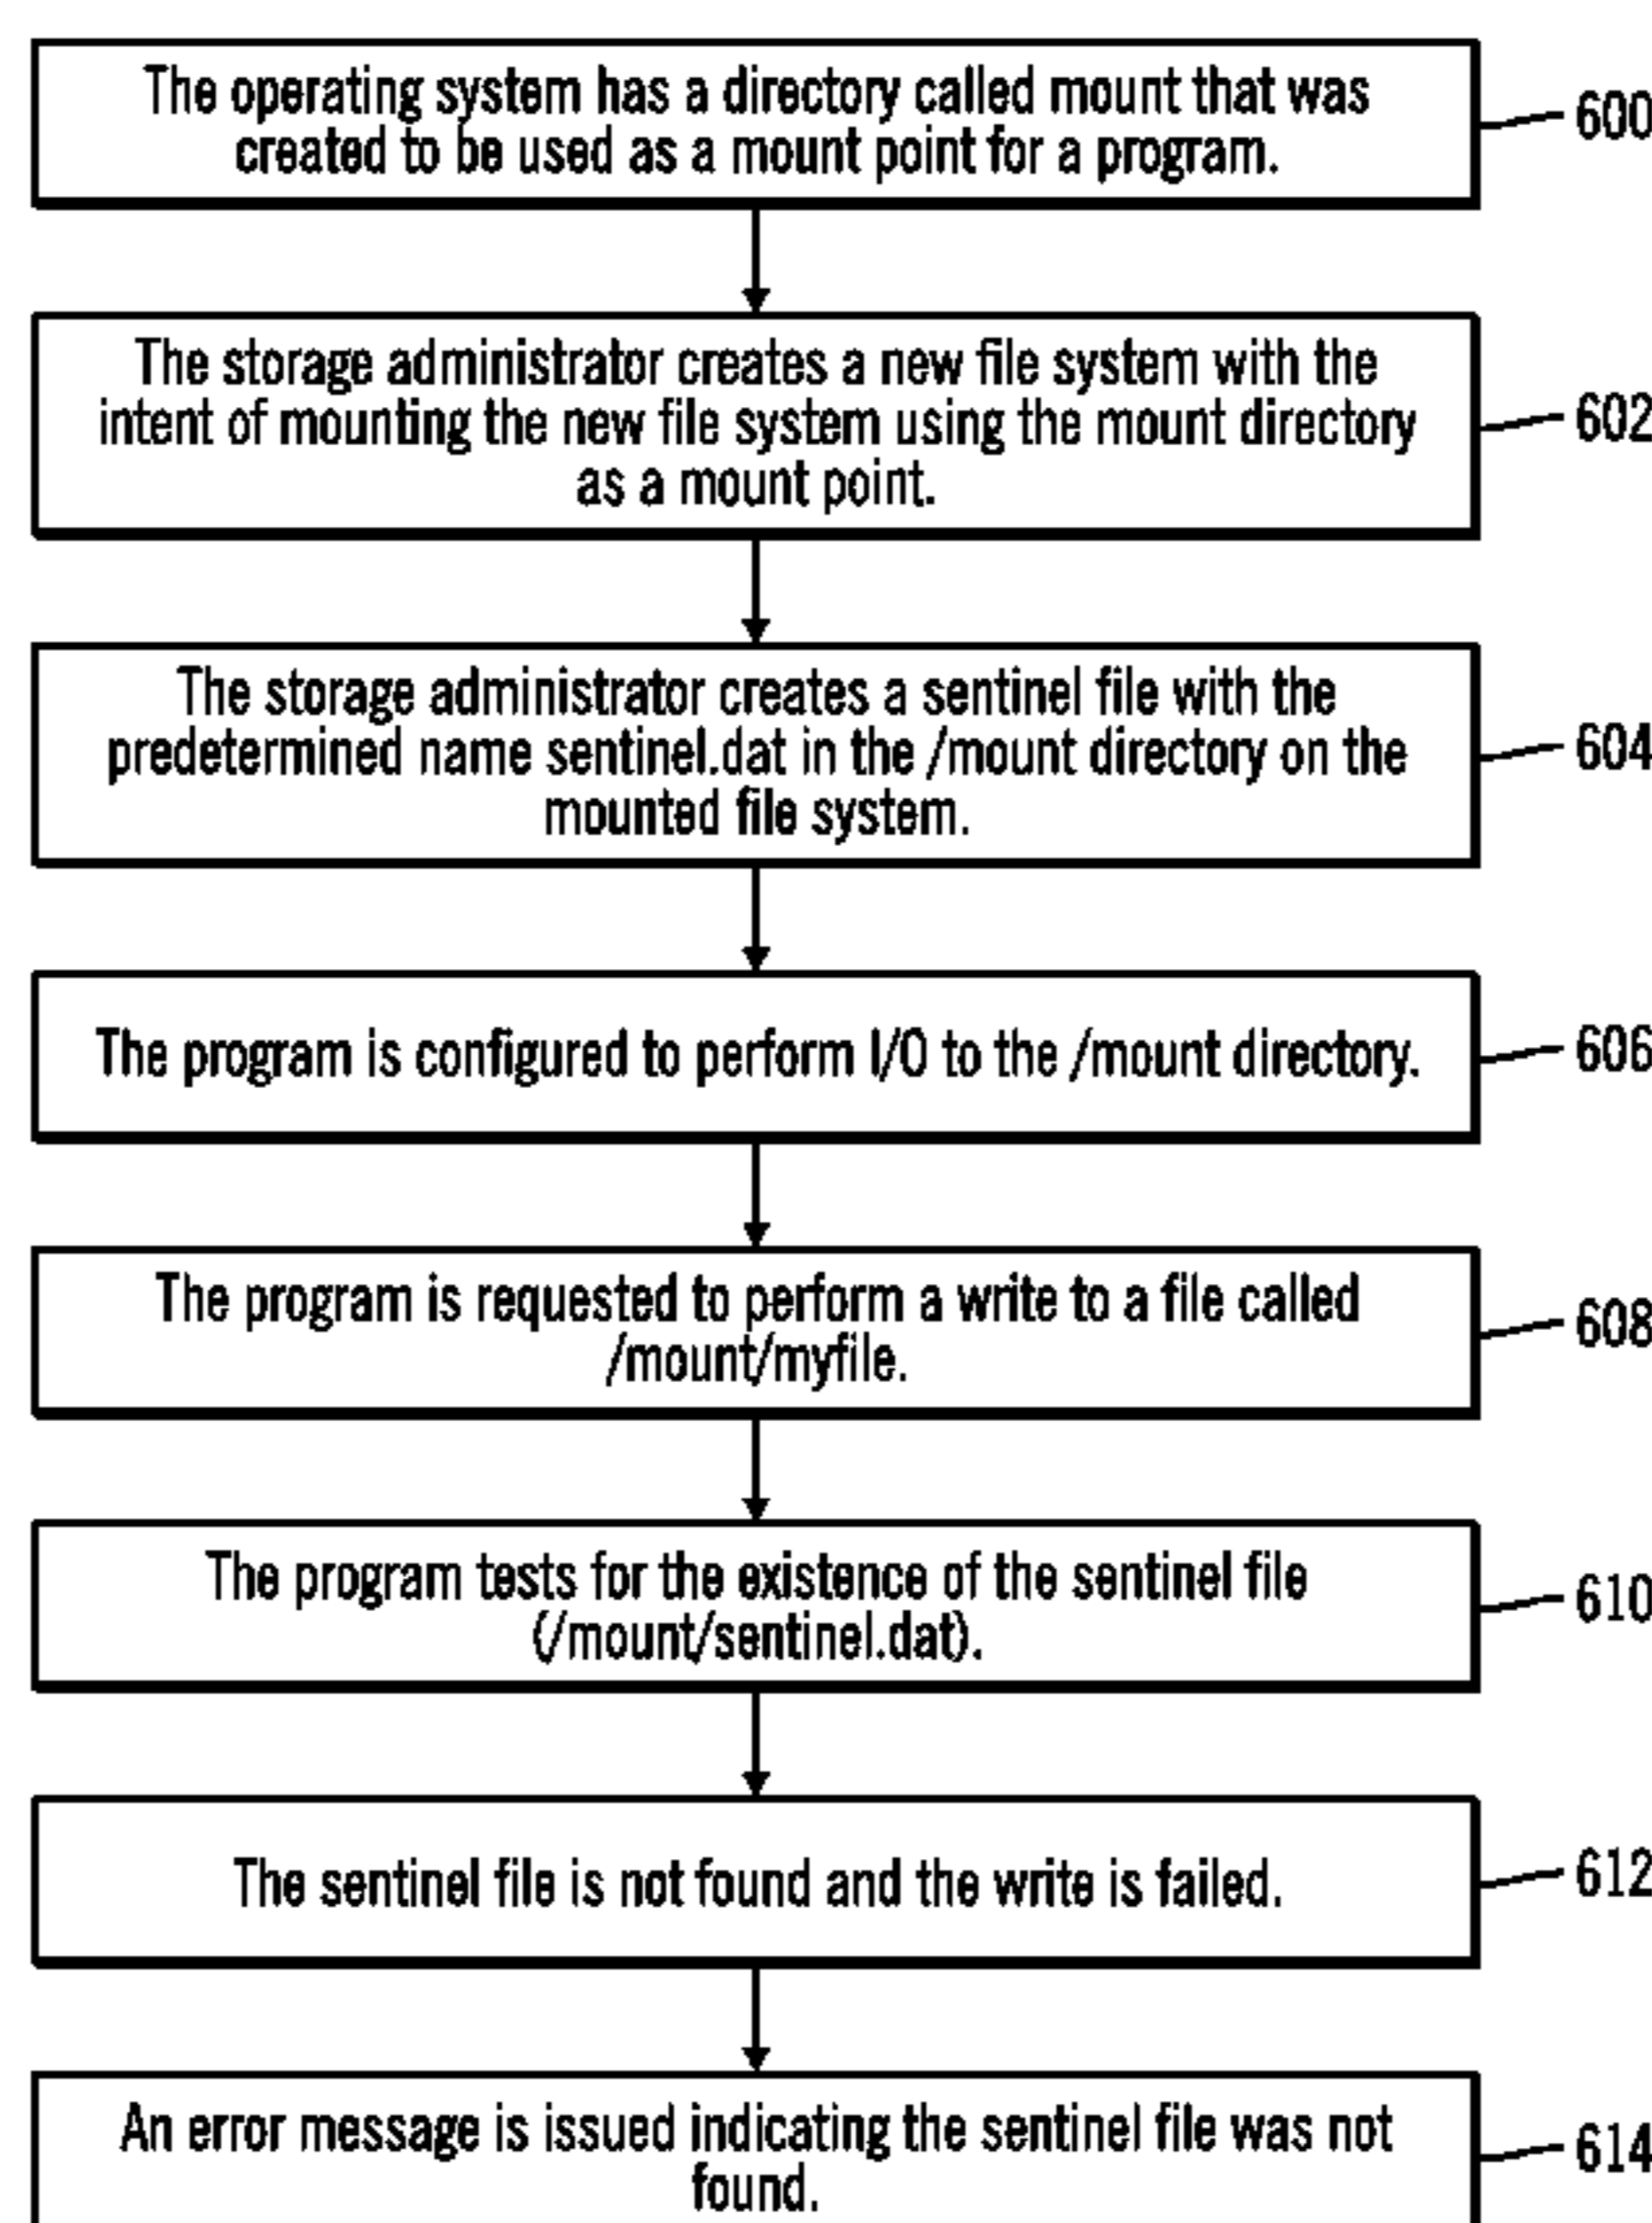 The operating system has a directory called mount that was
created to be used as a mount point for a program.
600
The storage administrator creates a new file system with the
intent of mounting the new file system using the mount directory
as a mount point.
602
The storage administrator creates a sentinel file with the
predetermined name sentinel.dat in the /mount directory on the
mounted file system.
604
The program is configured to perform I/O to the /mount directory.
606
The program is requested to perform a write to a file called
/mount/myfile.
608
The program tests for the existence of the sentinel file
(/mount/sentinel.dat).
610
The sentinel file is not found and the write is failed.
612
An error message is issued indicating the sentinel file was not
found.
614